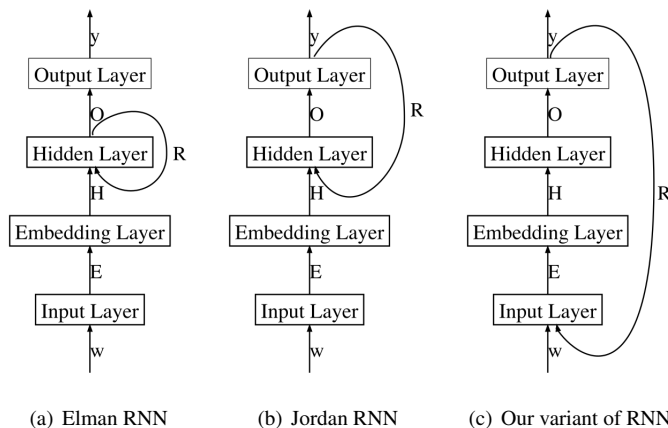 y
Output Layer
O
Hidden Layer
R
H
Embedding Layer
E
Input Layer
w
(a) Elman RNN
y
Output Layer
R
O
Hidden Layer
H
Embedding Layer
E
Input Layer
w
(b) Jordan RNN
y
Output Layer
O
Hidden Layer
H
R
Embedding Layer
E
Input Layer
w
(c) Our variant of RNN